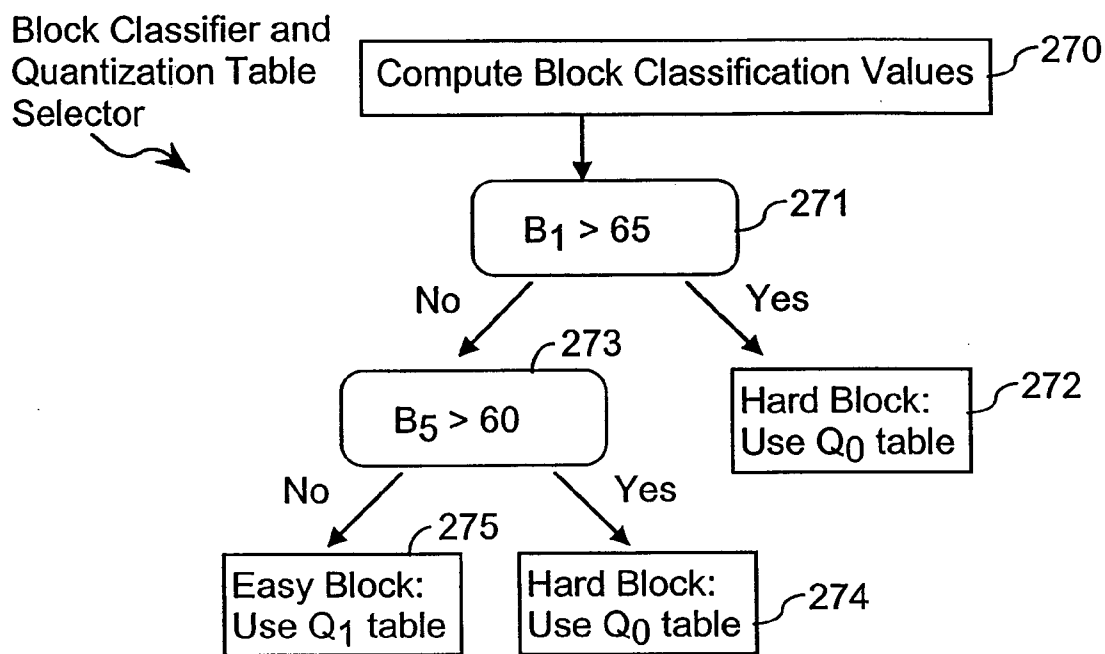 Block Classifier and
Quantization Table
Selector
Compute Block Classification Values
270
B1 > 65
271
No
Yes
273
B5 > 60
Hard Block:
Use Q0 table
272
No
Yes
275
Easy Block:
Use Q1 table
Hard Block:
Use Q0 table
274